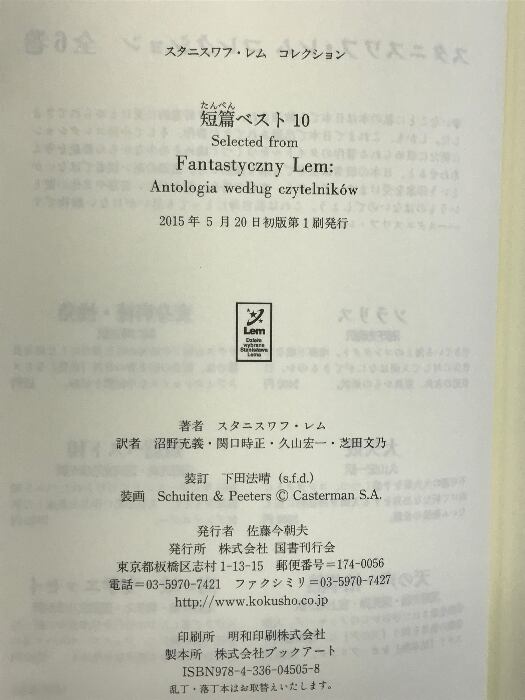 スタニスワフ・レム コレクション
たんぺん
短篇ベスト10
Selected from
Fantastyczny Lem:
Antologia według czytelników
2015年5月20日初版第1刷発行
Lem
Dzieła
wybrane
Stanisława
Lema
著者 スタニスワフ・レム
訳者 沼野充義・関口時正・久山宏一・芝田文乃
装訂 下田法晴 (s.f.d.)
装画 Schuiten & Peeters © Casterman S.A.
発行者 佐藤今朝夫
発行所 株式会社 国書刊行会
東京都板橋区志村1-13-15 郵便番号=174-0056
電話=03-5970-7421 ファクシミリ=03-5970-7427
http://www.kokusho.co.jp
印刷所 明和印刷株式会社
製本所 株式会社ブックアート
ISBN978-4-336-04505-8
乱丁・落丁本はお取替えいたします。